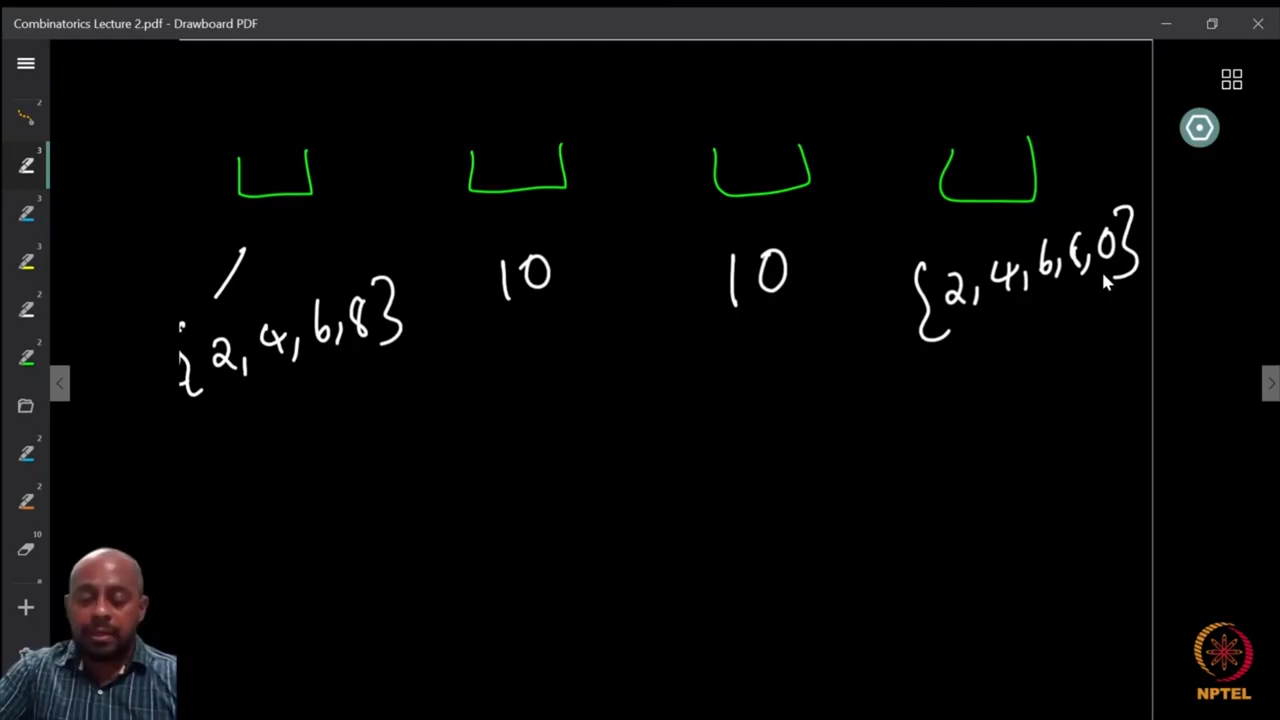 Combinatorics Lecture 2.pdf - Drawboard PDF
{2, 4, 6, 8} 10 10 {2, 4, 6, 8, 0}
NPTEL